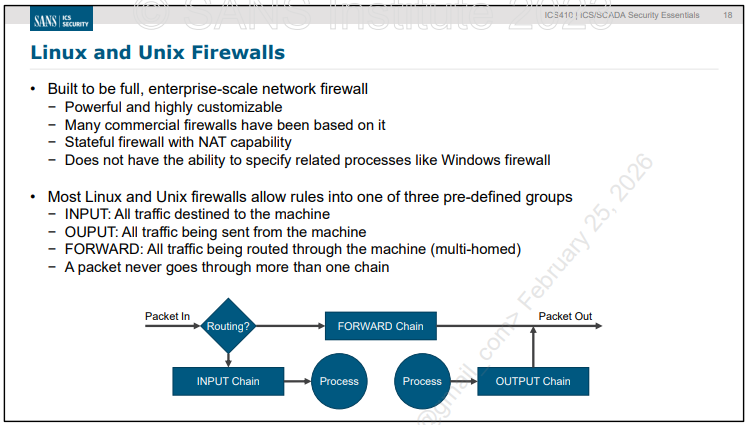 © SANS Institute 2026
SANS | ICS SECURITY
ICS410 | ICS/SCADA Security Essentials 18
Linux and Unix Firewalls
• Built to be full, enterprise-scale network firewall
− Powerful and highly customizable
− Many commercial firewalls have been based on it
− Stateful firewall with NAT capability
− Does not have the ability to specify related processes like Windows firewall
• Most Linux and Unix firewalls allow rules into one of three pre-defined groups
− INPUT: All traffic destined to the machine
− OUPUT: All traffic being sent from the machine
− FORWARD: All traffic being routed through the machine (multi-homed)
− A packet never goes through more than one chain
Packet In
Routing?
FORWARD Chain
Packet Out
INPUT Chain
Process
Process
OUTPUT Chain
@gmail.com> February 25, 2026